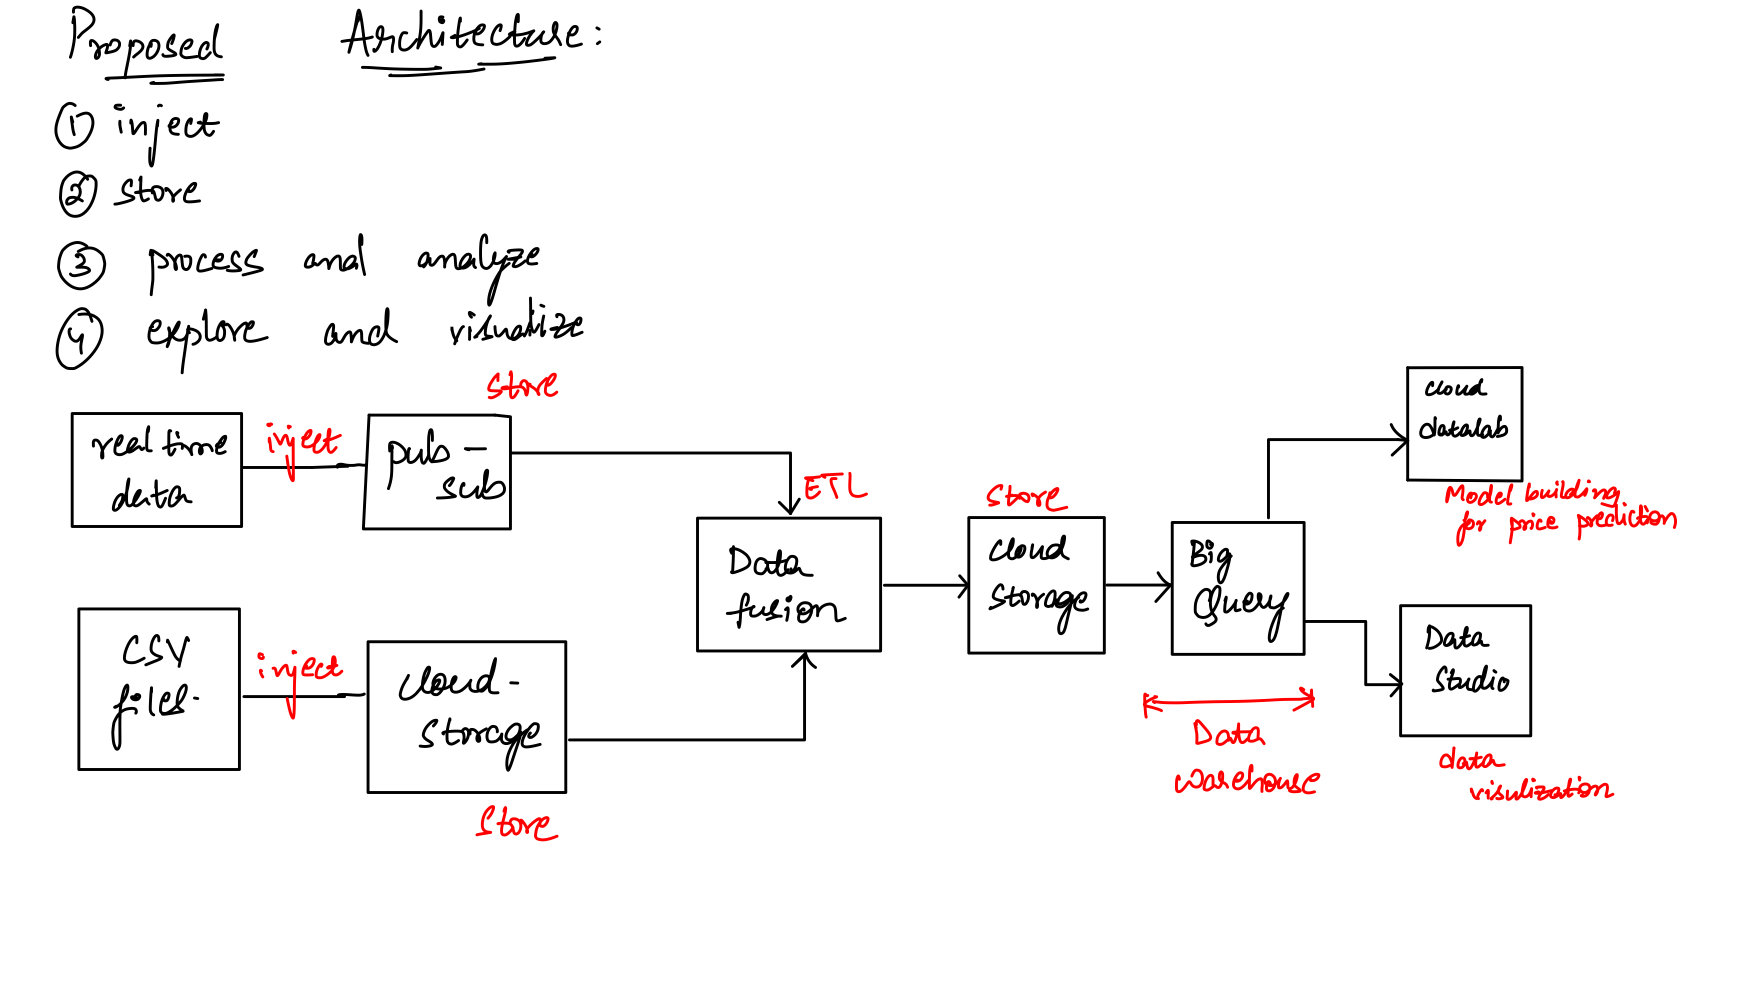 Proposed Architecture:
① inject
② store
③ process and analyze
④ explore and visualize
real time
data
inject
store
pub -
sub
CSV
files-
inject
cloud -
storage
Store
ETL
Data
fusion
Store
cloud
storage
Big
Query
Data
warehouse
cloud
datalab
Model building
for price prediction
Data
Studio
data
visulization